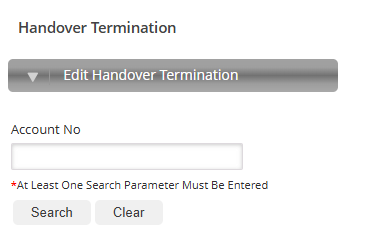 Handover Termination
Edit Handover Termination
Account No
*At Least One Search Parameter Must Be Entered
Search Clear